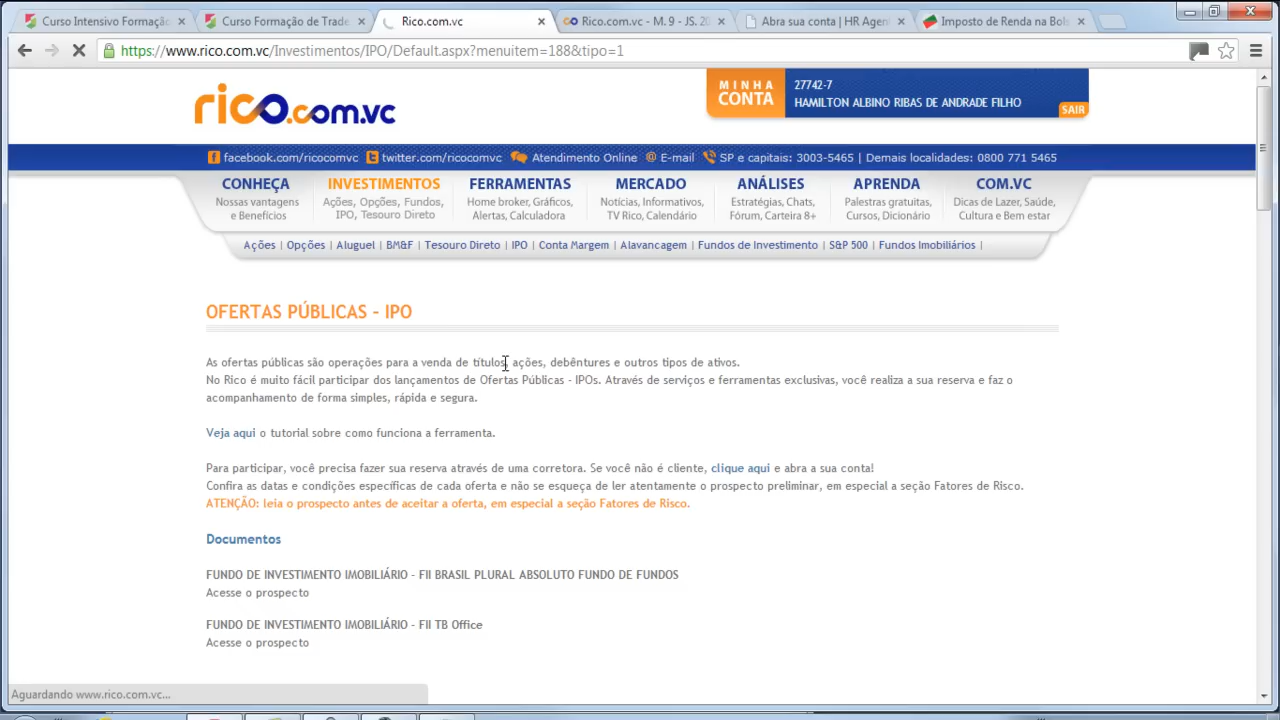 Curso Intensivo Formação
Curso Formação de Trade
Rico.com.vc
Rico.com.vc - M. 9 - JS. 20
Abra sua conta | HR Agen
Imposto de Renda na Bols
https://www.rico.com.vc/Investimentos/IPO/Default.aspx?menuitem=188&tipo=1
rico.com.vc
MINHA
CONTA
27742-7
HAMILTON ALBINO RIBAS DE ANDRADE FILHO
SAIR
facebook.com/ricocomvc twitter.com/ricocomvc Atendimento Online @ E-mail SP e capitais: 3003-5465 | Demais localidades: 0800 771 5465
CONHEÇA
Nossas vantagens
e Benefícios
INVESTIMENTOS
Ações, Opções, Fundos,
IPO, Tesouro Direto
FERRAMENTAS
Home broker, Gráficos,
Alertas, Calculadora
MERCADO
Notícias, Informativos,
TV Rico, Calendário
ANÁLISES
Estratégias, Chats,
Fórum, Carteira 8+
APRENDA
Palestras gratuitas,
Cursos, Dicionário
COM.VC
Dicas de Lazer, Saúde,
Cultura e Bem estar
Ações | Opções | Aluguel | BM&F | Tesouro Direto | IPO | Conta Margem | Alavancagem | Fundos de Investimento | S&P 500 | Fundos Imobiliários |
OFERTAS PÚBLICAS - IPO
As ofertas públicas são operações para a venda de títulos, ações, debêntures e outros tipos de ativos.
No Rico é muito fácil participar dos lançamentos de Ofertas Públicas - IPOs. Através de serviços e ferramentas exclusivas, você realiza a sua reserva e faz o
acompanhamento de forma simples, rápida e segura.
Veja aqui o tutorial sobre como funciona a ferramenta.
Para participar, você precisa fazer sua reserva através de uma corretora. Se você não é cliente, clique aqui e abra a sua conta!
Confira as datas e condições específicas de cada oferta e não se esqueça de ler atentamente o prospecto preliminar, em especial a seção Fatores de Risco.
ATENÇÃO: leia o prospecto antes de aceitar a oferta, em especial a seção Fatores de Risco.
Documentos
FUNDO DE INVESTIMENTO IMOBILIÁRIO - FII BRASIL PLURAL ABSOLUTO FUNDO DE FUNDOS
Acesse o prospecto
FUNDO DE INVESTIMENTO IMOBILIÁRIO - FII TB Office
Acesse o prospecto
Aguardando www.rico.com.vc...